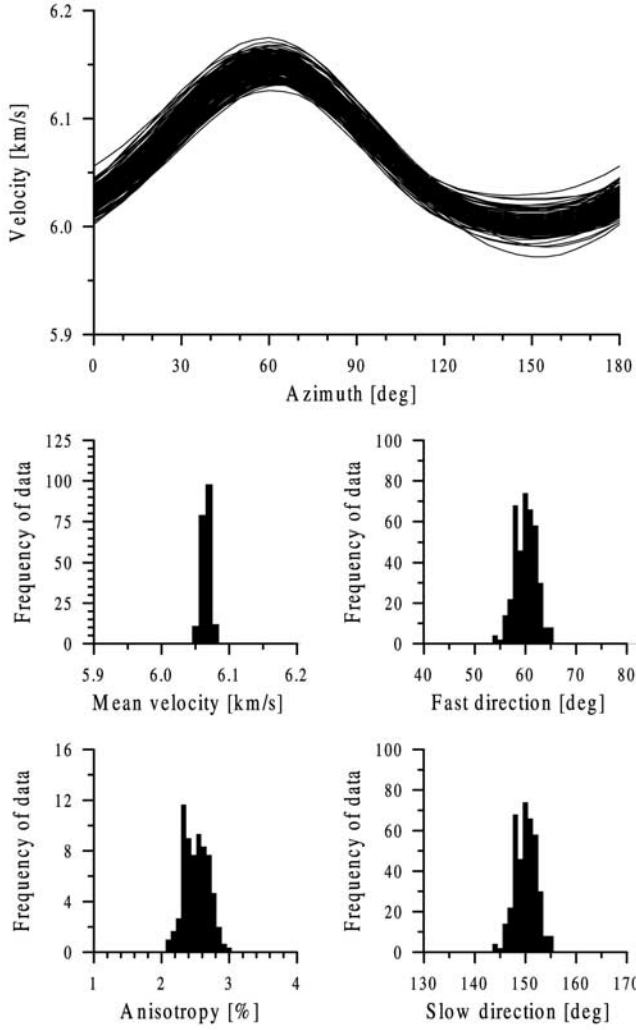 6.2
6.1
6.0
5.9
Velocity [km/s]
0 30 60 90 120 150 180
Azimuth [deg]
125
100
75
50
25
0
Frequency of data
5.9 6.0 6.1 6.2
Mean velocity [km/s]
100
80
60
40
20
0
Frequency of data
40 50 60 70 80
Fast direction [deg]
16
12
8
4
0
Frequency of data
1 2 3 4
Anisotropy [%]
100
80
60
40
20
0
Frequency of data
130 140 150 160 170
Slow direction [deg]